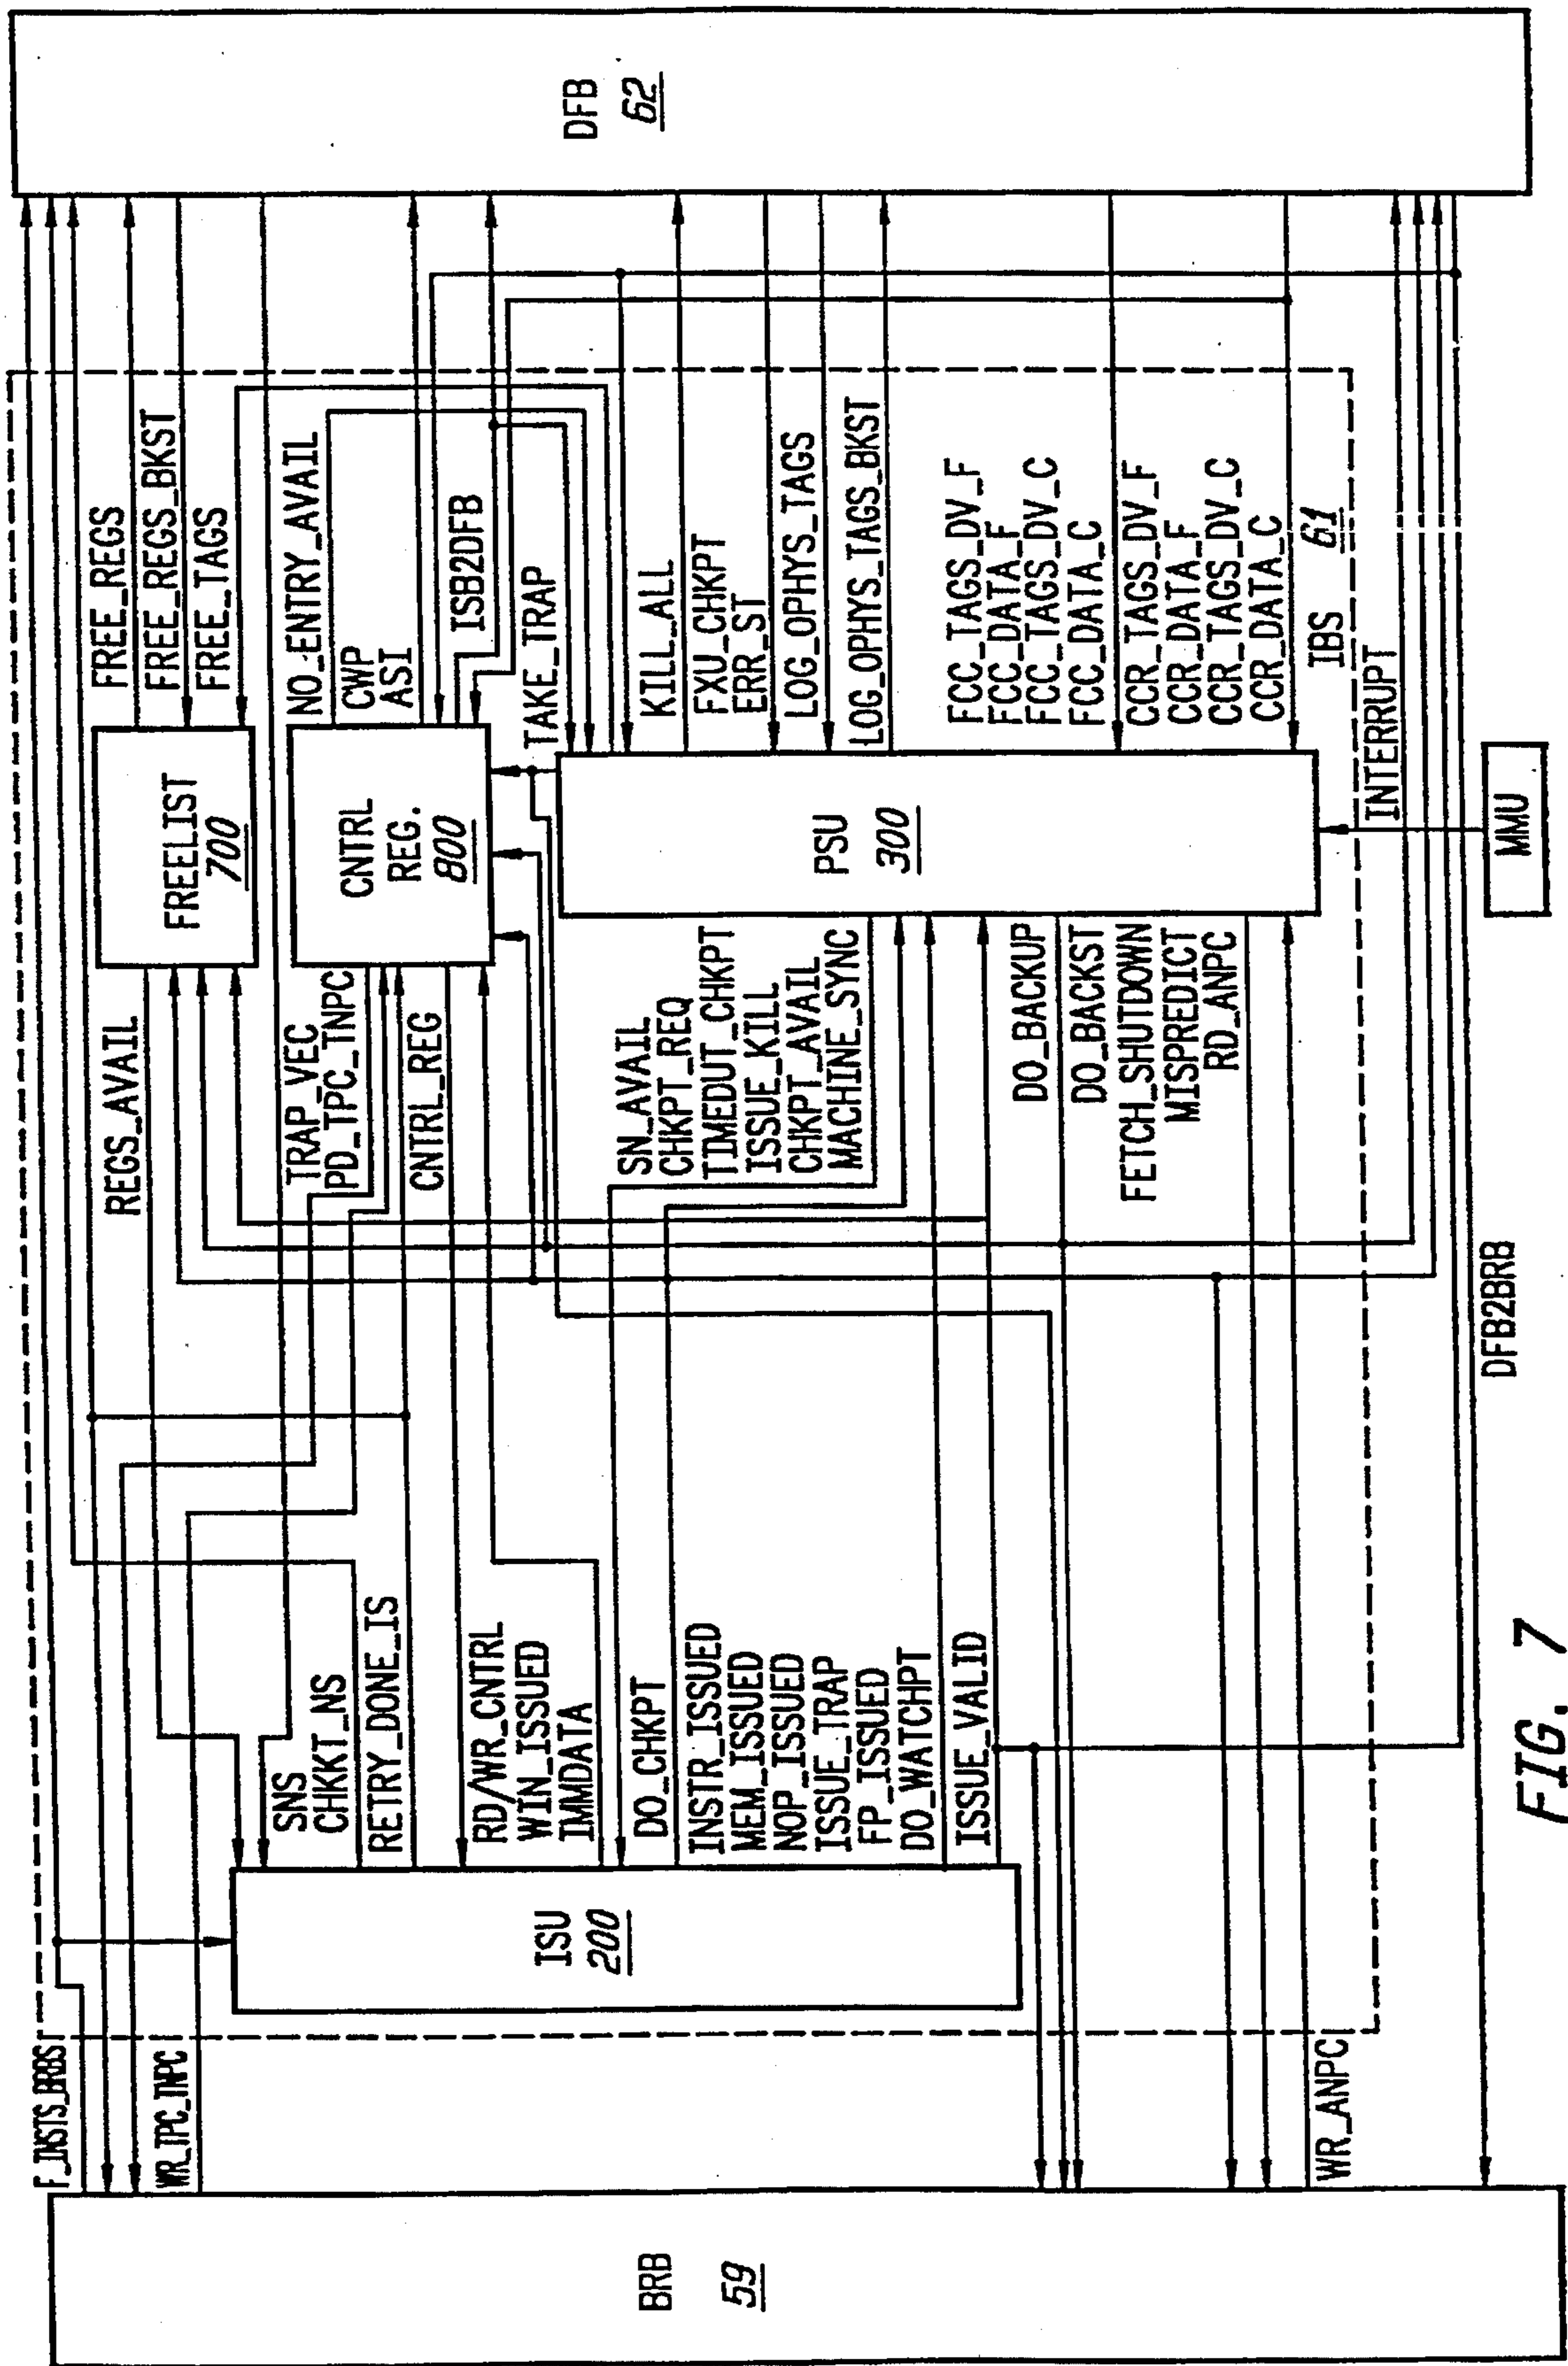 DFB
62
FREE_REGS
FREE_REGS_BKST
FREE_TAGS
NO_ENTRY_AVAIL
CWP
ASI
ISB2DFB
TAKE_TRAP
KILL_ALL
FXU_CHKPT
ERR_ST
LOG_OPHYS_TAGS
LOG_OPHYS_TAGS_BKST
FCC_TAGS_DV_F
FCC_DATA_F
FCC_TAGS_DV_C
FCC_DATA_C
CCR_TAGS_DV_F
CCR_DATA_F
CCR_TAGS_DV_C
CCR_DATA_C
IBS 61
INTERRUPT
FREELIST
700
CNTRL
REG.
800
PSU
300
MMU
REGS_AVAIL
TRAP_VEC
PD_TPC_TNPC
CNTRL_REG
SN_AVAIL
CHKPT_REQ
TIMEDUT_CHKPT
ISSUE_KILL
CHKPT_AVAIL
MACHINE_SYNC
DO_BACKUP
DO_BACKST
FETCH_SHUTDOWN
MISPREDICT
RD_ANPC
DFB2BRB
SNS
CHKKT_NS
RETRY_DONE_IS
RD/WR_CNTRL
WIN_ISSUED
IMMDATA
DO_CHKPT
INSTR_ISSUED
MEM_ISSUED
NOP_ISSUED
ISSUE_TRAP
FP_ISSUED
DO_WATCHPT
ISSUE_VALID
ISU
200
F_INSTS_BRBS
WR_TPC_TNPC
WR_ANPC
BRB
59
FIG. 7